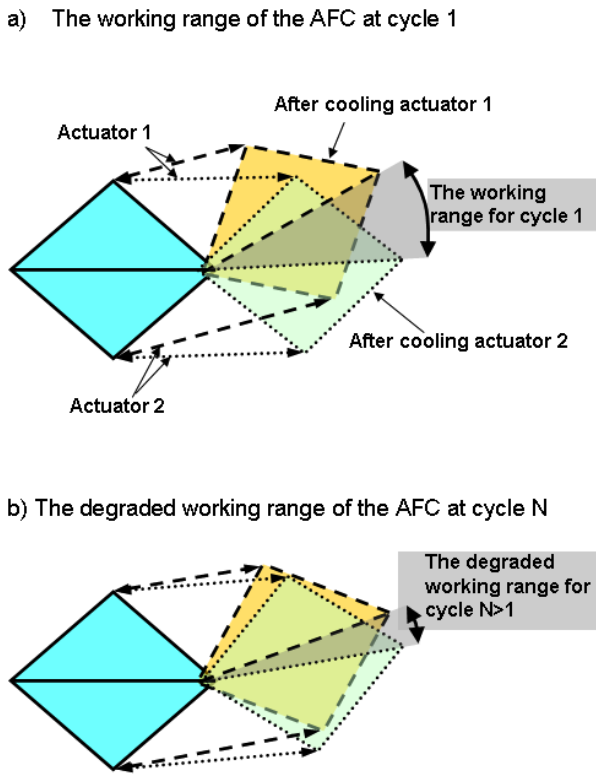 a) The working range of the AFC at cycle 1
After cooling actuator 1
Actuator 1
The working
range for cycle 1
After cooling actuator 2
Actuator 2
b) The degraded working range of the AFC at cycle N
The degraded
working range for
cycle N>1